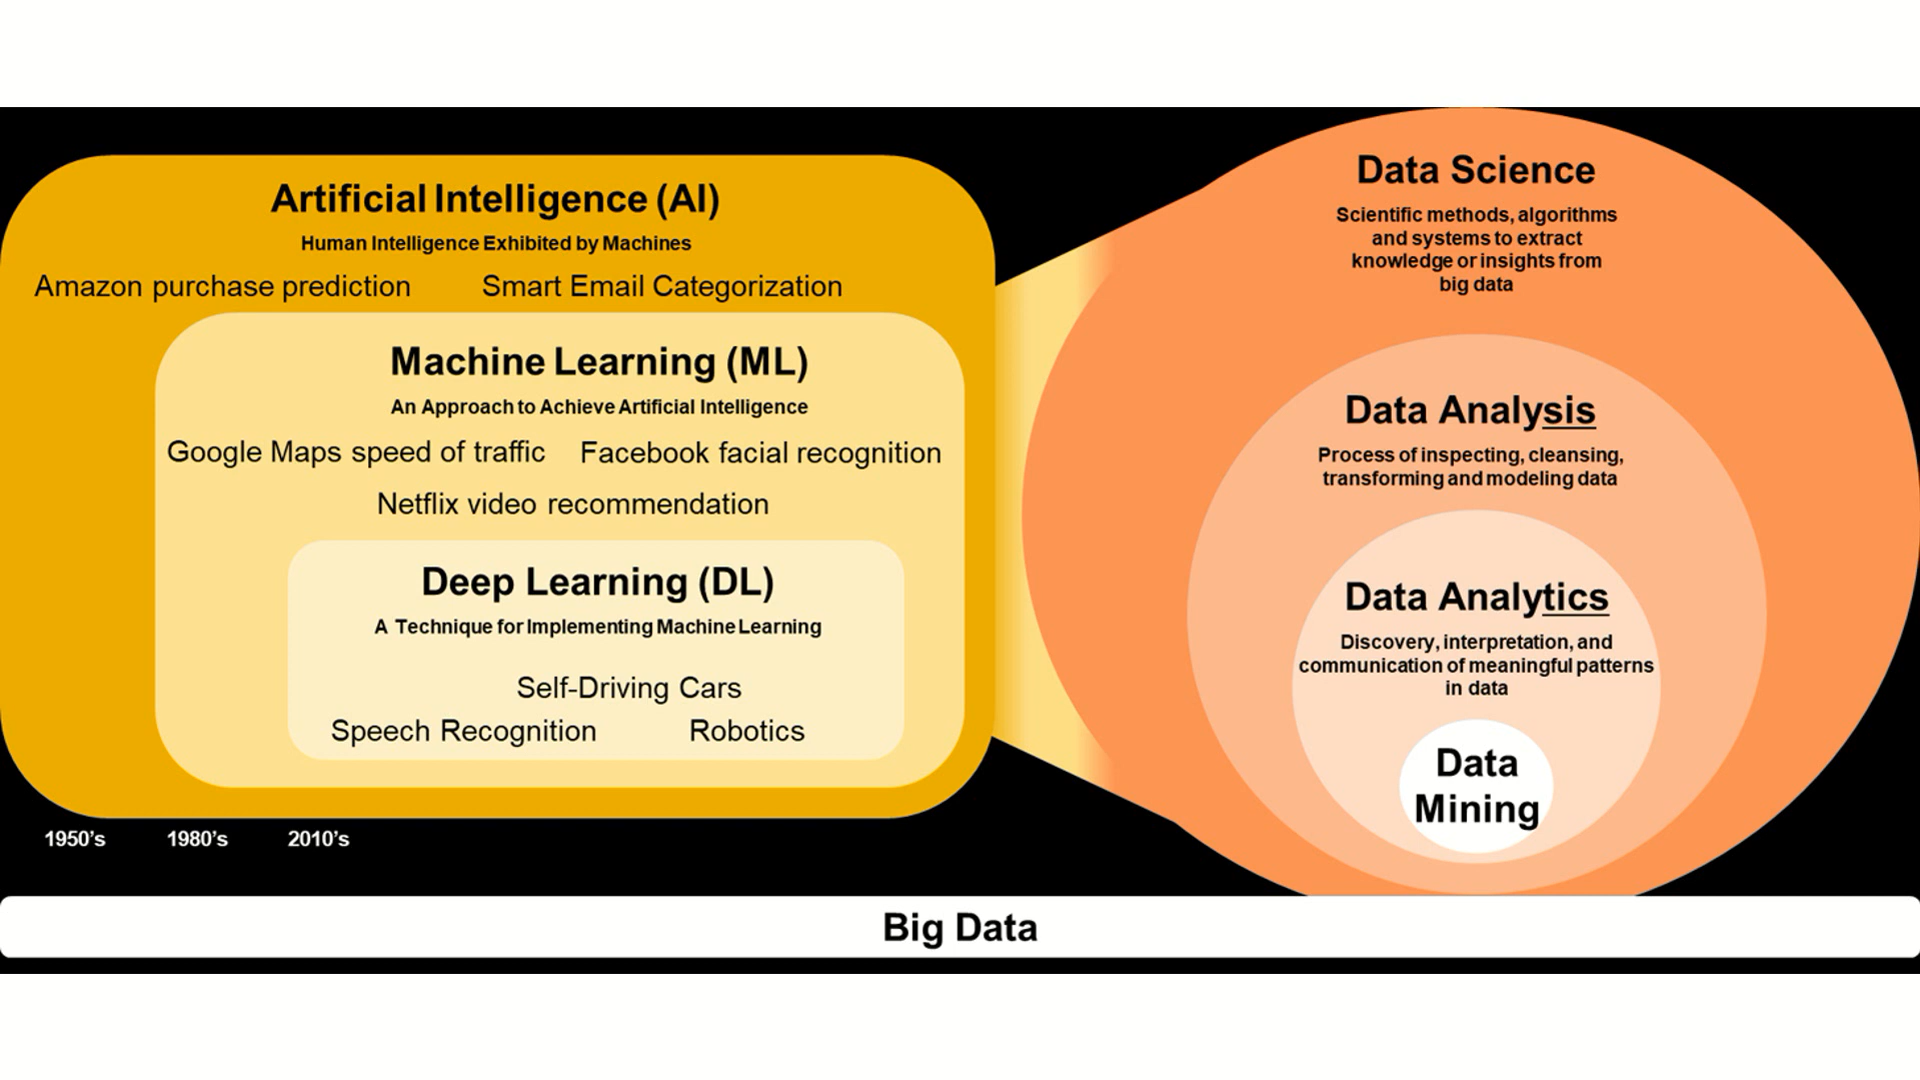 Artificial Intelligence (AI)
Human Intelligence Exhibited by Machines
Amazon purchase prediction
Smart Email Categorization
Machine Learning (ML)
An Approach to Achieve Artificial Intelligence
Google Maps speed of traffic
Facebook facial recognition
Netflix video recommendation
Deep Learning (DL)
A Technique for Implementing Machine Learning
Self-Driving Cars
Speech Recognition
Robotics
1950’s
1980’s
2010’s
Data Science
Scientific methods, algorithms
and systems to extract
knowledge or insights from
big data
Data Analysis
Process of inspecting, cleansing,
transforming and modeling data
Data Analytics
Discovery, interpretation, and
communication of meaningful patterns
in data
Data
Mining
Big Data